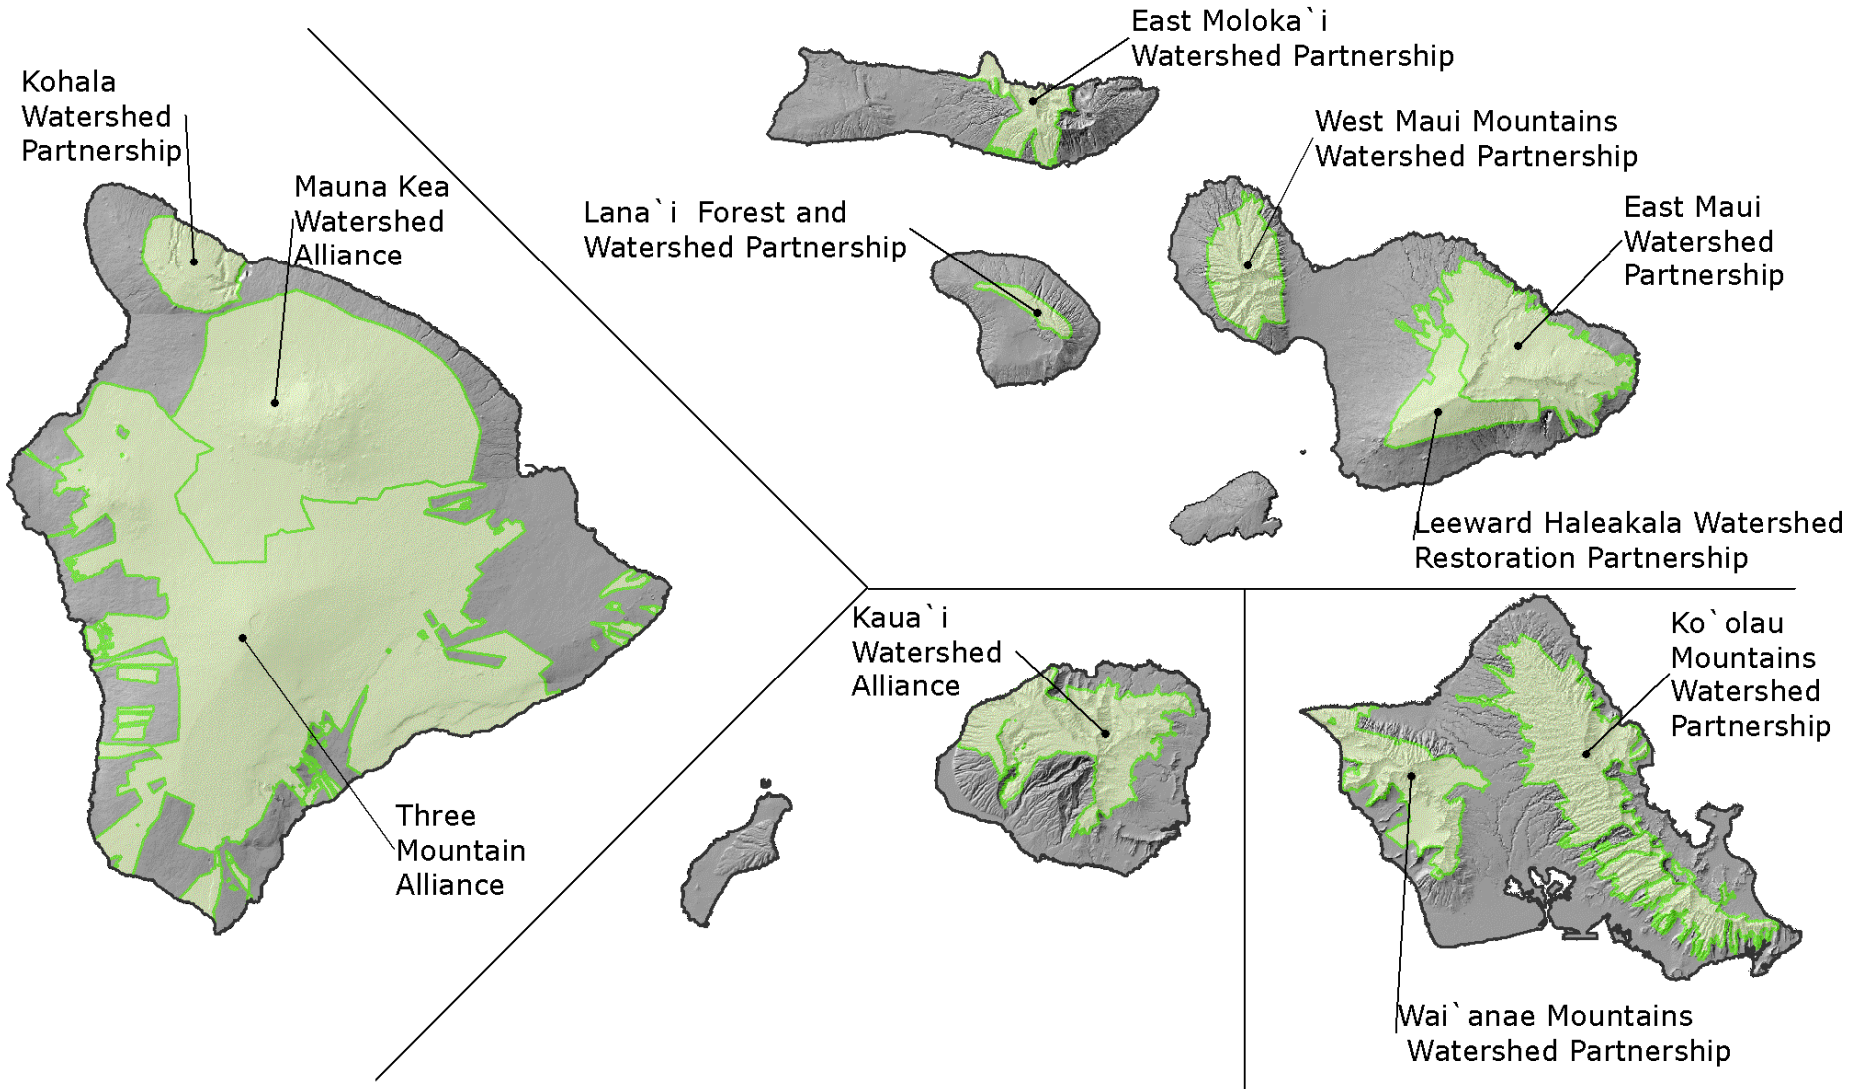 Kohala
Watershed
Partnership
Mauna Kea
Watershed
Alliance
Three
Mountain
Alliance
East Moloka`i
Watershed Partnership
Lana`i  Forest and
Watershed Partnership
West Maui Mountains
Watershed Partnership
East Maui
Watershed
Partnership
Leeward Haleakala Watershed
Restoration Partnership
Kaua`i
Watershed
Alliance
Ko`olau
Mountains
Watershed
Partnership
Wai`anae Mountains
Watershed Partnership